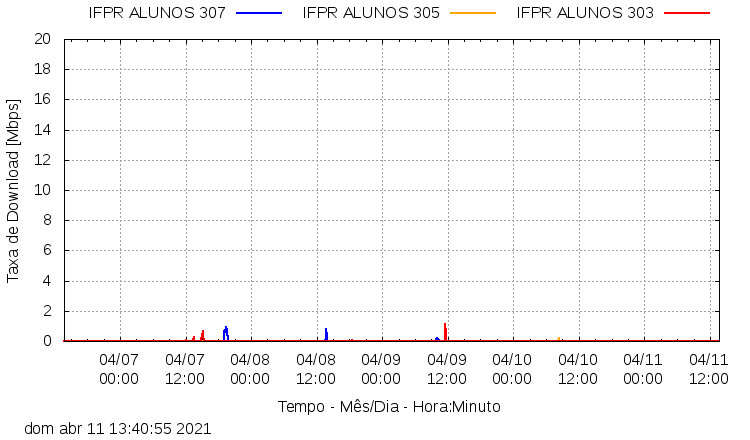 IFPR ALUNOS 307 IFPR ALUNOS 305 IFPR ALUNOS 303
Taxa de Download [Mbps]
20
18
16
14
12
10
8
6
4
2
0
04/07 04/07 04/08 04/08 04/09 04/09 04/10 04/10 04/11 04/11
00:00 12:00 00:00 12:00 00:00 12:00 00:00 12:00 00:00 12:00
Tempo - Mês/Dia - Hora:Minuto
dom abr 11 13:40:55 2021